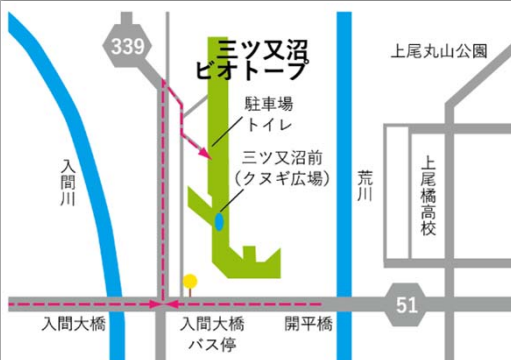 339
三ツ又沼
ビオトープ
上尾丸山公園
駐車場
トイレ
三ツ又沼前
(クヌギ広場)
入間川
荒川
上尾橘高校
51
入間大橋
入間大橋
バス停
開平橋